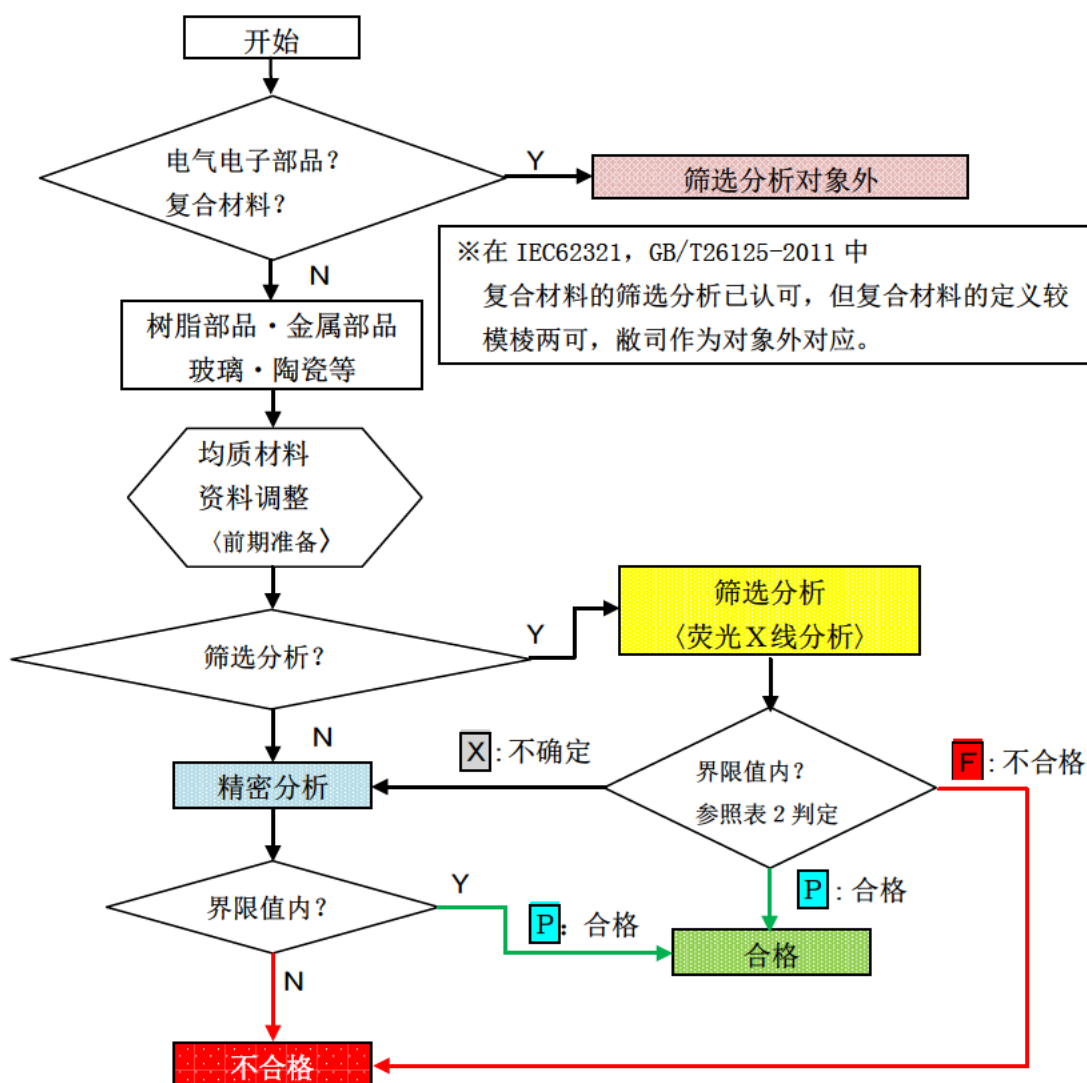 开始
电气电子部品？
复合材料？
Y
筛选分析对象外
※在 IEC62321，GB/T26125-2011 中
复合材料的筛选分析已认可，但复合材料的定义较
模棱两可，敝司作为对象外对应。
N
树脂部品·金属部品
玻璃·陶瓷等
均质材料
资料调整
〈前期准备〉
筛选分析？
Y
筛选分析
〈荧光X线分析〉
N
X：不确定
界限值内？
参照表 2 判定
F：不合格
精密分析
界限值内？
Y
P：合格
P：合格
合格
N
不合格